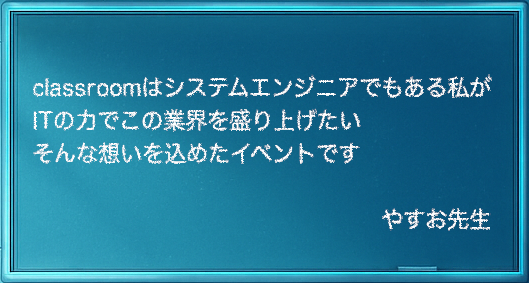 classroomはシステムエンジニアでもある私が
ITの力でこの業界を盛り上げたい
そんな想いを込めたイベントです
やすお先生